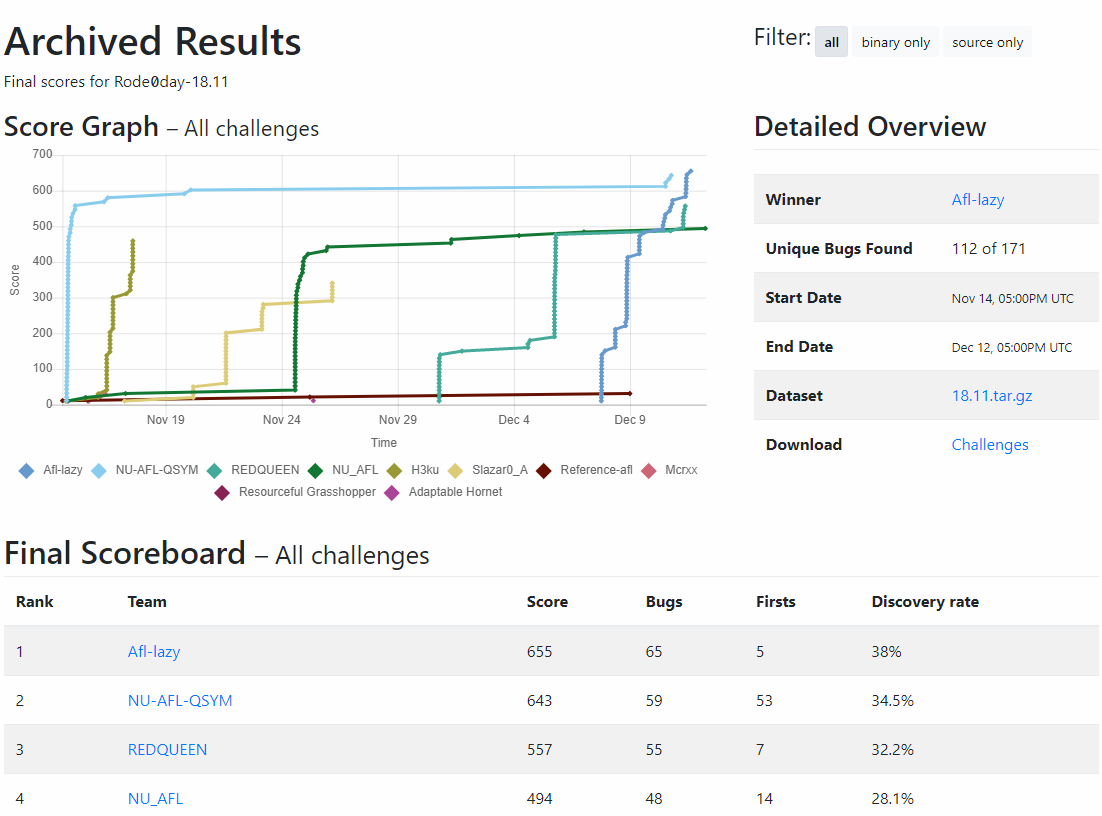 Archived Results
Filter: all binary only source only
Final scores for Rode0day-18.11
Score Graph – All challenges
700
600
500
400
300
200
100
0
Score
Nov 19 Nov 24 Nov 29 Dec 4 Dec 9
Time
Afl-lazy NU-AFL-QSYM REDQUEEN NU_AFL H3ku Slazar0_A Reference-afl Mcrxx
Resourceful Grasshopper Adaptable Hornet
Detailed Overview
Winner Afl-lazy
Unique Bugs Found 112 of 171
Start Date Nov 14, 05:00PM UTC
End Date Dec 12, 05:00PM UTC
Dataset 18.11.tar.gz
Download Challenges
Final Scoreboard – All challenges
Rank Team Score Bugs Firsts Discovery rate
1 Afl-lazy 655 65 5 38%
2 NU-AFL-QSYM 643 59 53 34.5%
3 REDQUEEN 557 55 7 32.2%
4 NU_AFL 494 48 14 28.1%